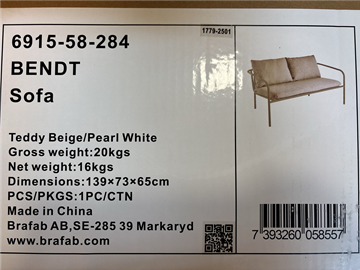 6915-58-284
1779-2501
BENDT
Sofa
Teddy Beige/Pearl White
Gross weight:20kgs
Net weight:16kgs
Dimensions:139×73×65cm
PCS/PKGS:1PC/CTN
Made in China
Brafab AB,SE-285 39 Markaryd
www.brafab.com
7 393260 058557